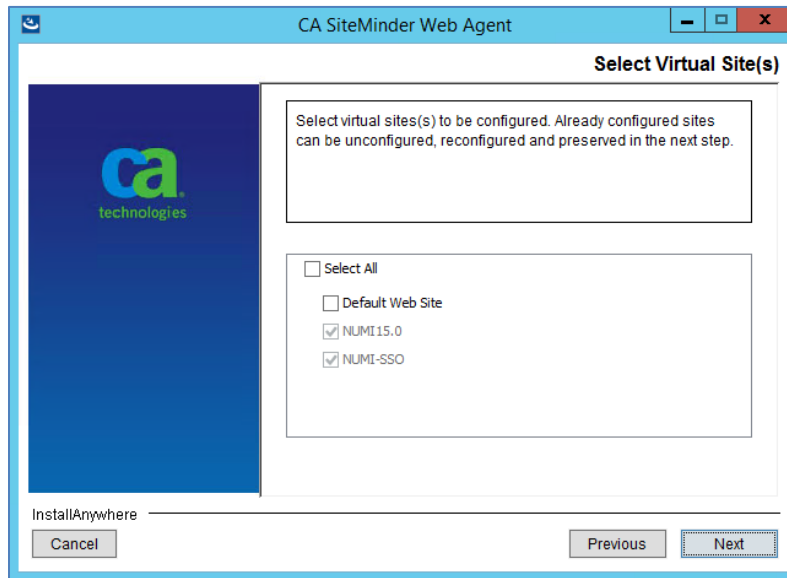 CA SiteMinder Web Agent
Select Virtual Site(s)
ca
technologies
Select virtual sites(s) to be configured. Already configured sites
can be unconfigured, reconfigured and preserved in the next step.
Select All
Default Web Site
NUMI15.0
NUMI-SSO
InstallAnywhere
Cancel
Previous
Next